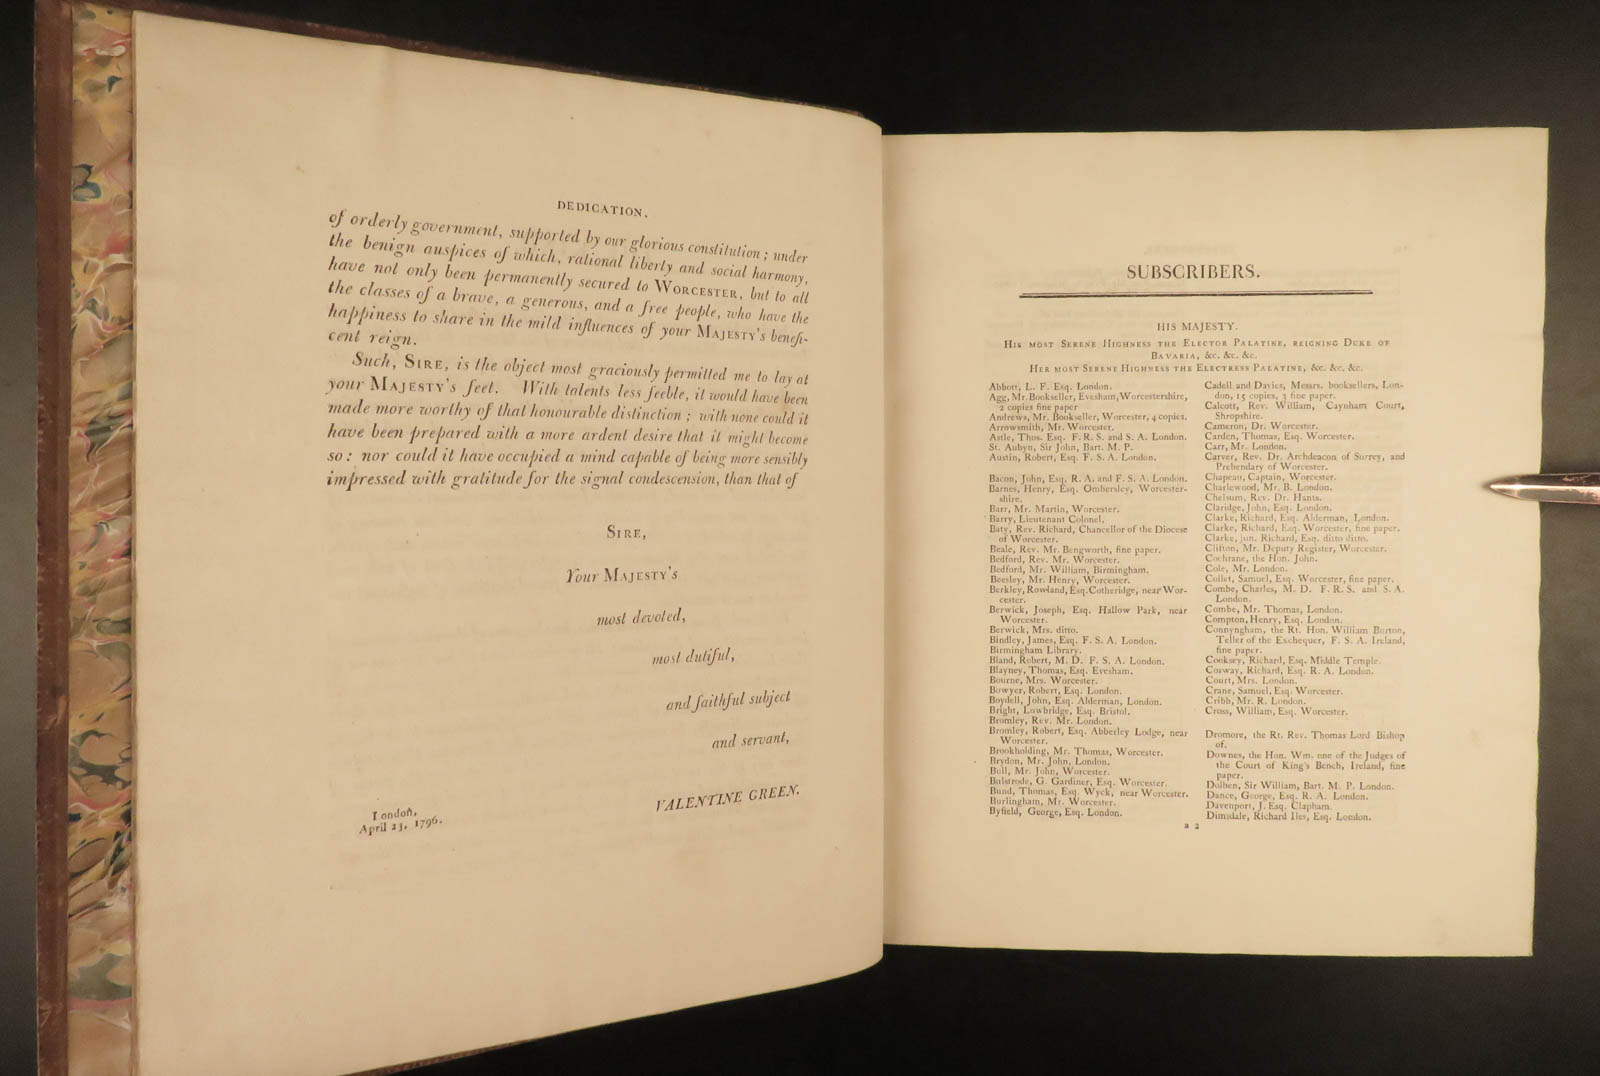 DEDICATION.
of orderly government, supported by our glorious constitution; under
the benign auspices of which, rational liberty and social harmony,
have not only been permanently secured to WORCESTER, but to all
the classes of a brave, a generous, and a free people, who have the
happiness to share in the mild influences of your MAJESTY'S benefi-
cent reign.
Such, SIRE, is the object most graciously permitted me to lay at
your MAJESTY'S feet. With talents less feeble, it would have been
made more worthy of that honourable distinction; with none could it
have been prepared with a more ardent desire that it might become
so: nor could it have occupied a mind capable of being more sensibly
impressed with gratitude for the signal condescension, than that of
SIRE,
Your MAJESTY'S
most devoted,
most dutiful,
and faithful subject
and servant,
VALENTINE GREEN.
London,
April 23, 1796.
SUBSCRIBERS.
HIS MAJESTY.
HIS MOST SERENE HIGHNESS THE ELECTOR PALATINE, REIGNING DUKE OF
BAVARIA, &c. &c. &c.
HER MOST SERENE HIGHNESS THE ELECTRESS PALATINE, &c. &c. &c.
Abbott, L. F. Esq. London.
Agg, Mr. Bookseller, Evesham, Worcestershire,
2 copies fine paper
Andrews, Mr. Bookseller, Worcester, 4 copies.
Arrowsmith, Mr. Worcester.
Astle, Thos. Esq. F. R. S. and S. A. London.
St. Aubyn, Sir John, Bart. M. P.
Austin, Robert, Esq. F. S. A. London.
Bacon, John, Esq. R. A. and F. S. A. London.
Barnes, Henry, Esq. Ombersley, Worcester-
shire.
Barr, Mr. Martin, Worcester.
Barry, Lieutenant Colonel.
Baty, Rev. Richard, Chancellor of the Diocese
of Worcester.
Beale, Rev. Mr. Bengworth, fine paper.
Bedford, Rev. Mr. Worcester.
Bedford, Mr. William, Birmingham.
Beesley, Mr. Henry, Worcester.
Berkley, Rowland, Esq. Cotheridge, near Wor-
cester.
Berwick, Joseph, Esq. Hallow Park, near
Worcester.
Berwick, Mrs. ditto.
Bindley, James, Esq. F. S. A. London.
Birmingham Library.
Bland, Robert, M. D. F. S. A. London.
Blayney, Thomas, Esq. Evesham.
Bourne, Mrs. Worcester.
Bowyer, Robert, Esq. London.
Boydell, John, Esq. Alderman, London.
Bright, Lowbridge, Esq. Bristol.
Bromley, Rev. Mr. London.
Bromley, Robert, Esq. Abberley Lodge, near
Worcester.
Brookholding, Mr. Thomas, Worcester.
Brydon, Mr. John, London.
Bull, Mr. John, Worcester.
Bulstrode, G. Gardiner, Esq. Worcester.
Bund, Thomas, Esq. Wyck, near Worcester.
Burlingham, Mr. Worcester.
Byfield, George, Esq. London.
Cadell and Davies, Messrs. booksellers, Lon-
don, 15 copies, 3 fine paper.
Calcott, Rev. William, Caynham Court,
Shropshire.
Cameron, Dr. Worcester.
Carden, Thomas, Esq. Worcester.
Carr, Mr. London.
Carver, Rev. Dr. Archdeacon of Surrey, and
Prebendary of Worcester.
Chapeau, Captain, Worcester.
Charlewood, Mr. B. London.
Chelsum, Rev. Dr. Hants.
Claridge, John, Esq. London.
Clarke, Richard, Esq. Alderman, London.
Clarke, Richard, Esq. Worcester, fine paper.
Clarke, jun. Richard, Esq. ditto ditto.
Clifton, Mr. Deputy Register, Worcester.
Cochrane, the Hon. John.
Cole, Mr. London.
Collet, Samuel, Esq. Worcester, fine paper.
Combe, Charles, M. D. F. R. S. and S. A.
London.
Combe, Mr. Thomas, London.
Compton, Henry, Esq. London.
Connyngham, the Rt. Hon. William Burton,
Teller of the Exchequer, F. S. A. Ireland,
fine paper.
Cooksey, Richard, Esq. Middle Temple.
Cosway, Richard, Esq. R. A. London.
Court, Mrs. London.
Crane, Samuel, Esq. Worcester.
Cribb, Mr. R. London.
Cross, William, Esq. Worcester.
Dromore, the Rt. Rev. Thomas Lord Bishop
of.
Downes, the Hon. Wm. one of the Judges of
the Court of King's Bench, Ireland, fine
paper.
Dolben, Sir William, Bart. M. P. London.
Dance, George, Esq. R. A. London.
Davenport, J. Esq. Clapham.
Dimsdale, Richard Iles, Esq. London.
a 2